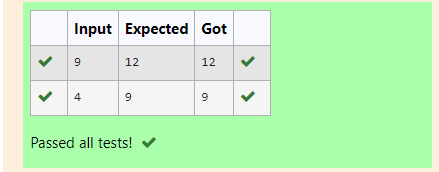 Input Expected Got
9 12 12
4 9 9
Passed all tests!